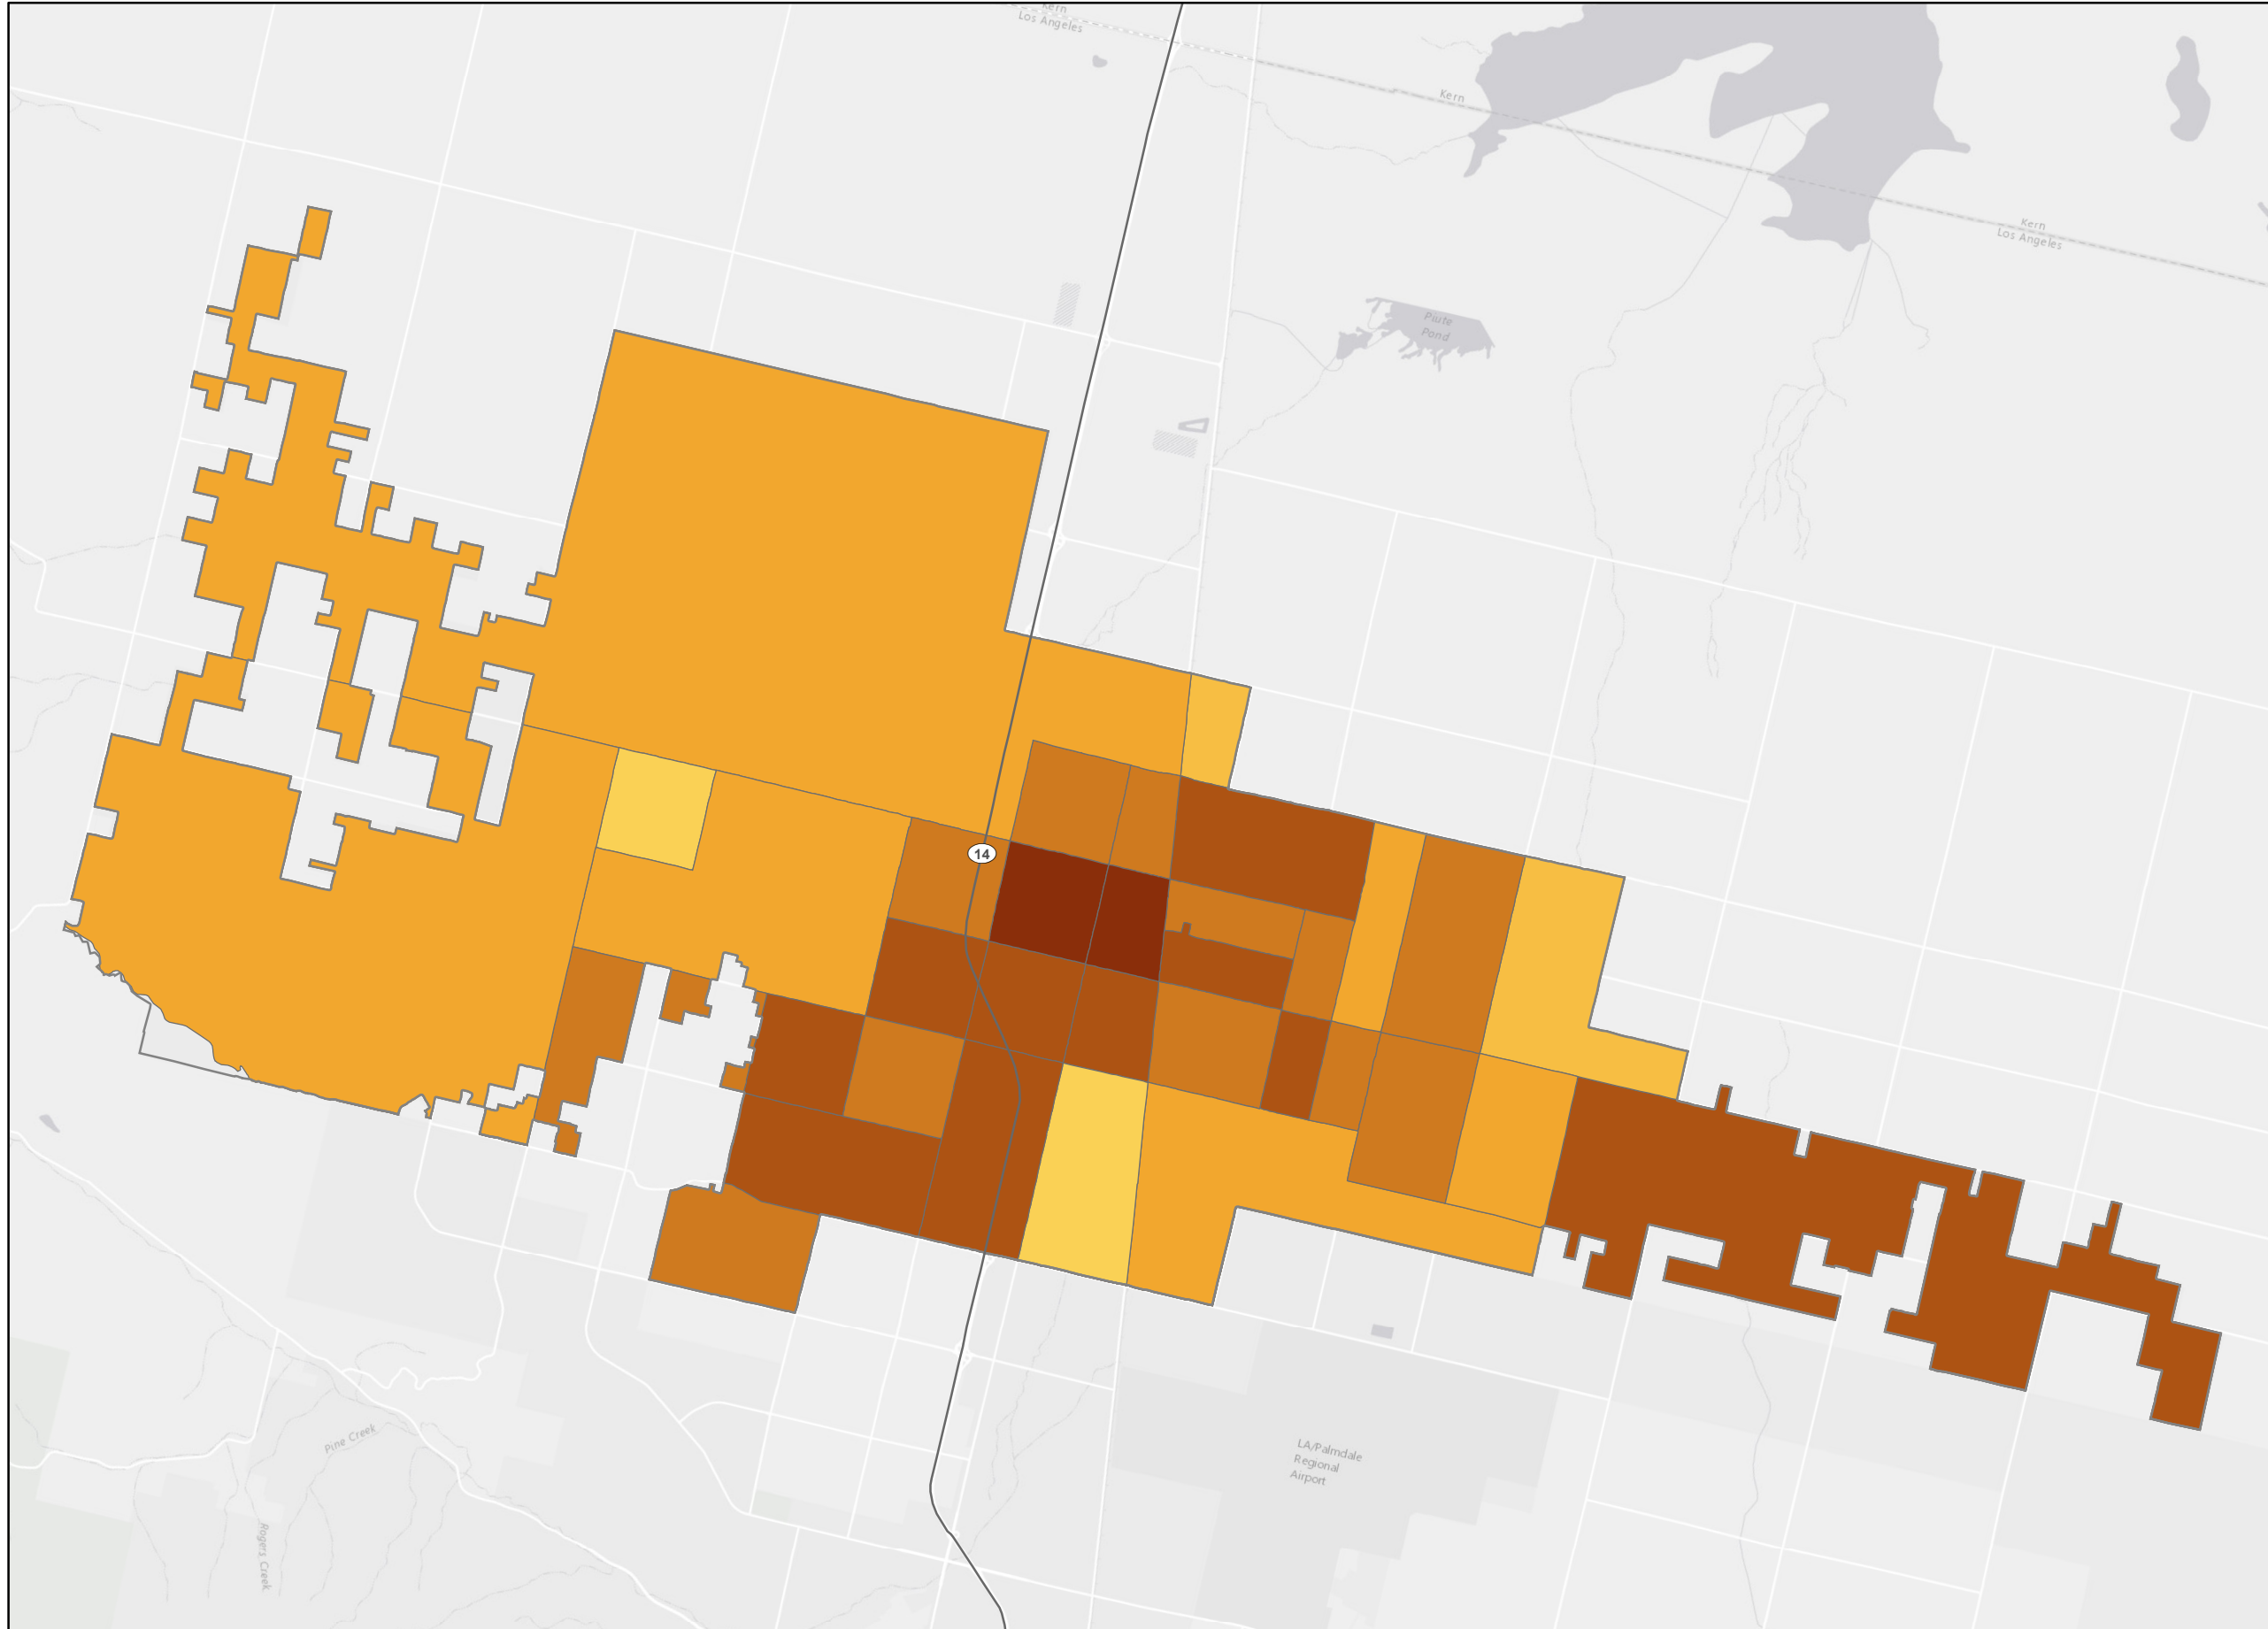 Kern
Los Angeles
Kern
Kern
Los Angeles
Piute
Pond
14
LA/Palmdale
Regional
Airport
Pine Creek
Rogers Creek